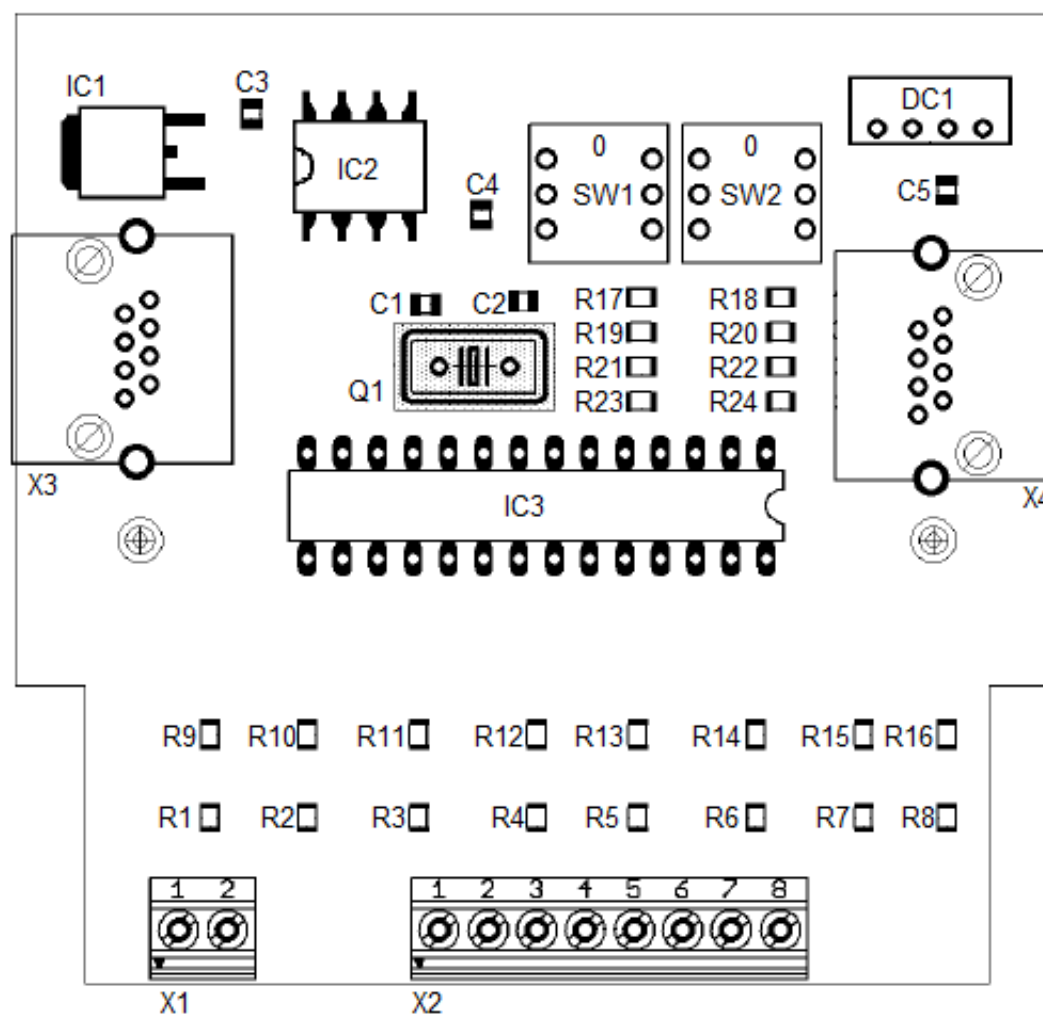 IC1 C3 DC1
0 0
IC2 SW1 SW2
C4 C5
C1 C2 R17 R18
R19 R20
R21 R22
Q1 R23 R24
X3 IC3 X4
R9 R10 R11 R12 R13 R14 R15 R16
R1 R2 R3 R4 R5 R6 R7 R8
1 2 1 2 3 4 5 6 7 8
X1 X2